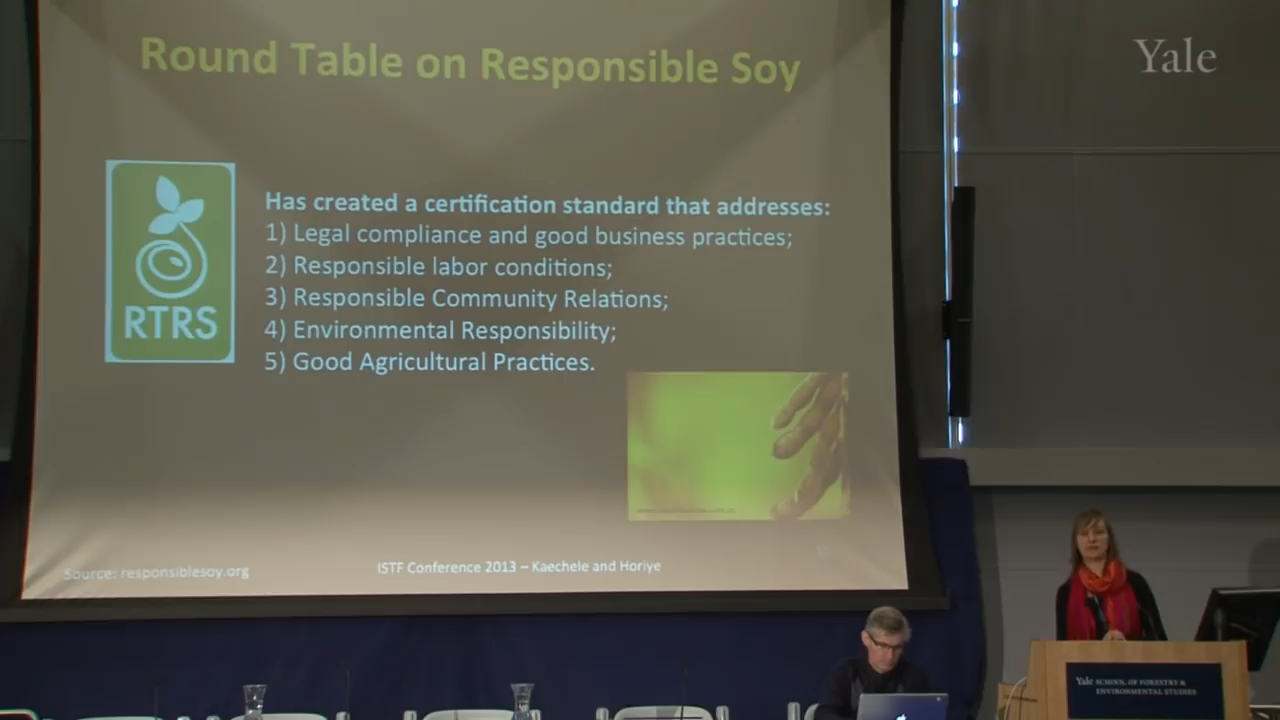 Round Table on Responsible Soy
Yale
Has created a certification standard that addresses:
1) Legal compliance and good business practices;
2) Responsible labor conditions;
3) Responsible Community Relations;
4) Environmental Responsibility;
5) Good Agricultural Practices.
RTRS
Source: responsiblesoy.org
ISTF Conference 2013 – Kaechele and Horiye
Yale SCHOOL OF FORESTRY &
ENVIRONMENTAL STUDIES